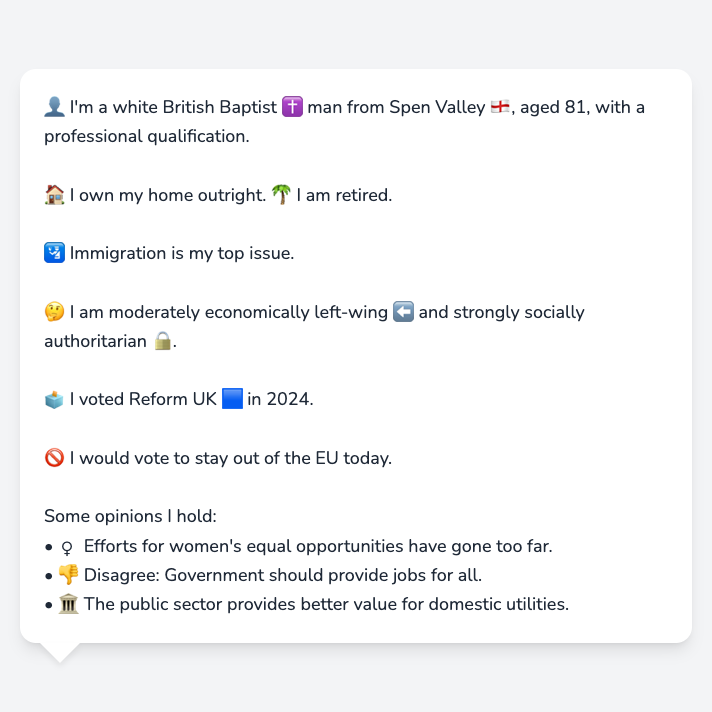 👤 I'm a white British Baptist ✝️ man from Spen Valley 🏴󠁧󠁢󠁥󠁮󠁧󠁿, aged 81, with a
professional qualification.
🏠 I own my home outright. 🌴 I am retired.
🛂 Immigration is my top issue.
🤔 I am moderately economically left-wing ⬅️ and strongly socially
authoritarian 🔒.
🗳️ I voted Reform UK 🟦 in 2024.
🚫 I would vote to stay out of the EU today.
Some opinions I hold:
• ♀ Efforts for women's equal opportunities have gone too far.
• 👎 Disagree: Government should provide jobs for all.
• 🏛️ The public sector provides better value for domestic utilities.